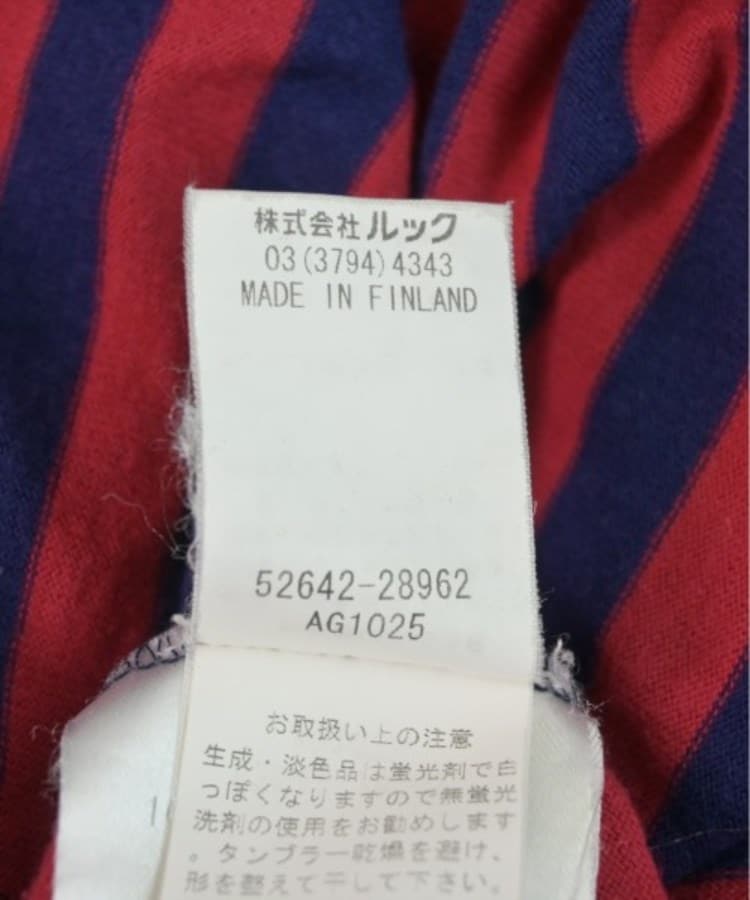 株式会社 ルック
03(3794)4343
MADE IN FINLAND
52642-28962
AG1025
お取扱い上の注意
生成・淡色品は蛍光剤で白
っぽくなりますので無蛍光
洗剤の使用をお勧めします
。タンブラー乾燥を避け、
形を整えて干して下さい。